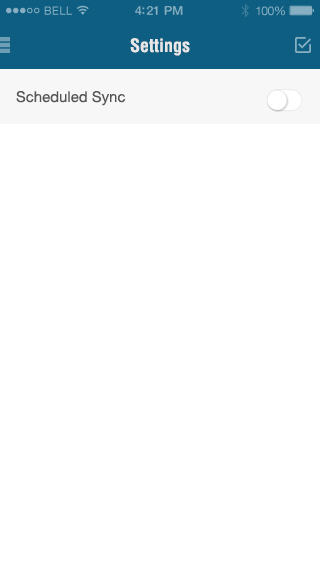 BELL 4:21 PM 100%
Settings
Scheduled Sync